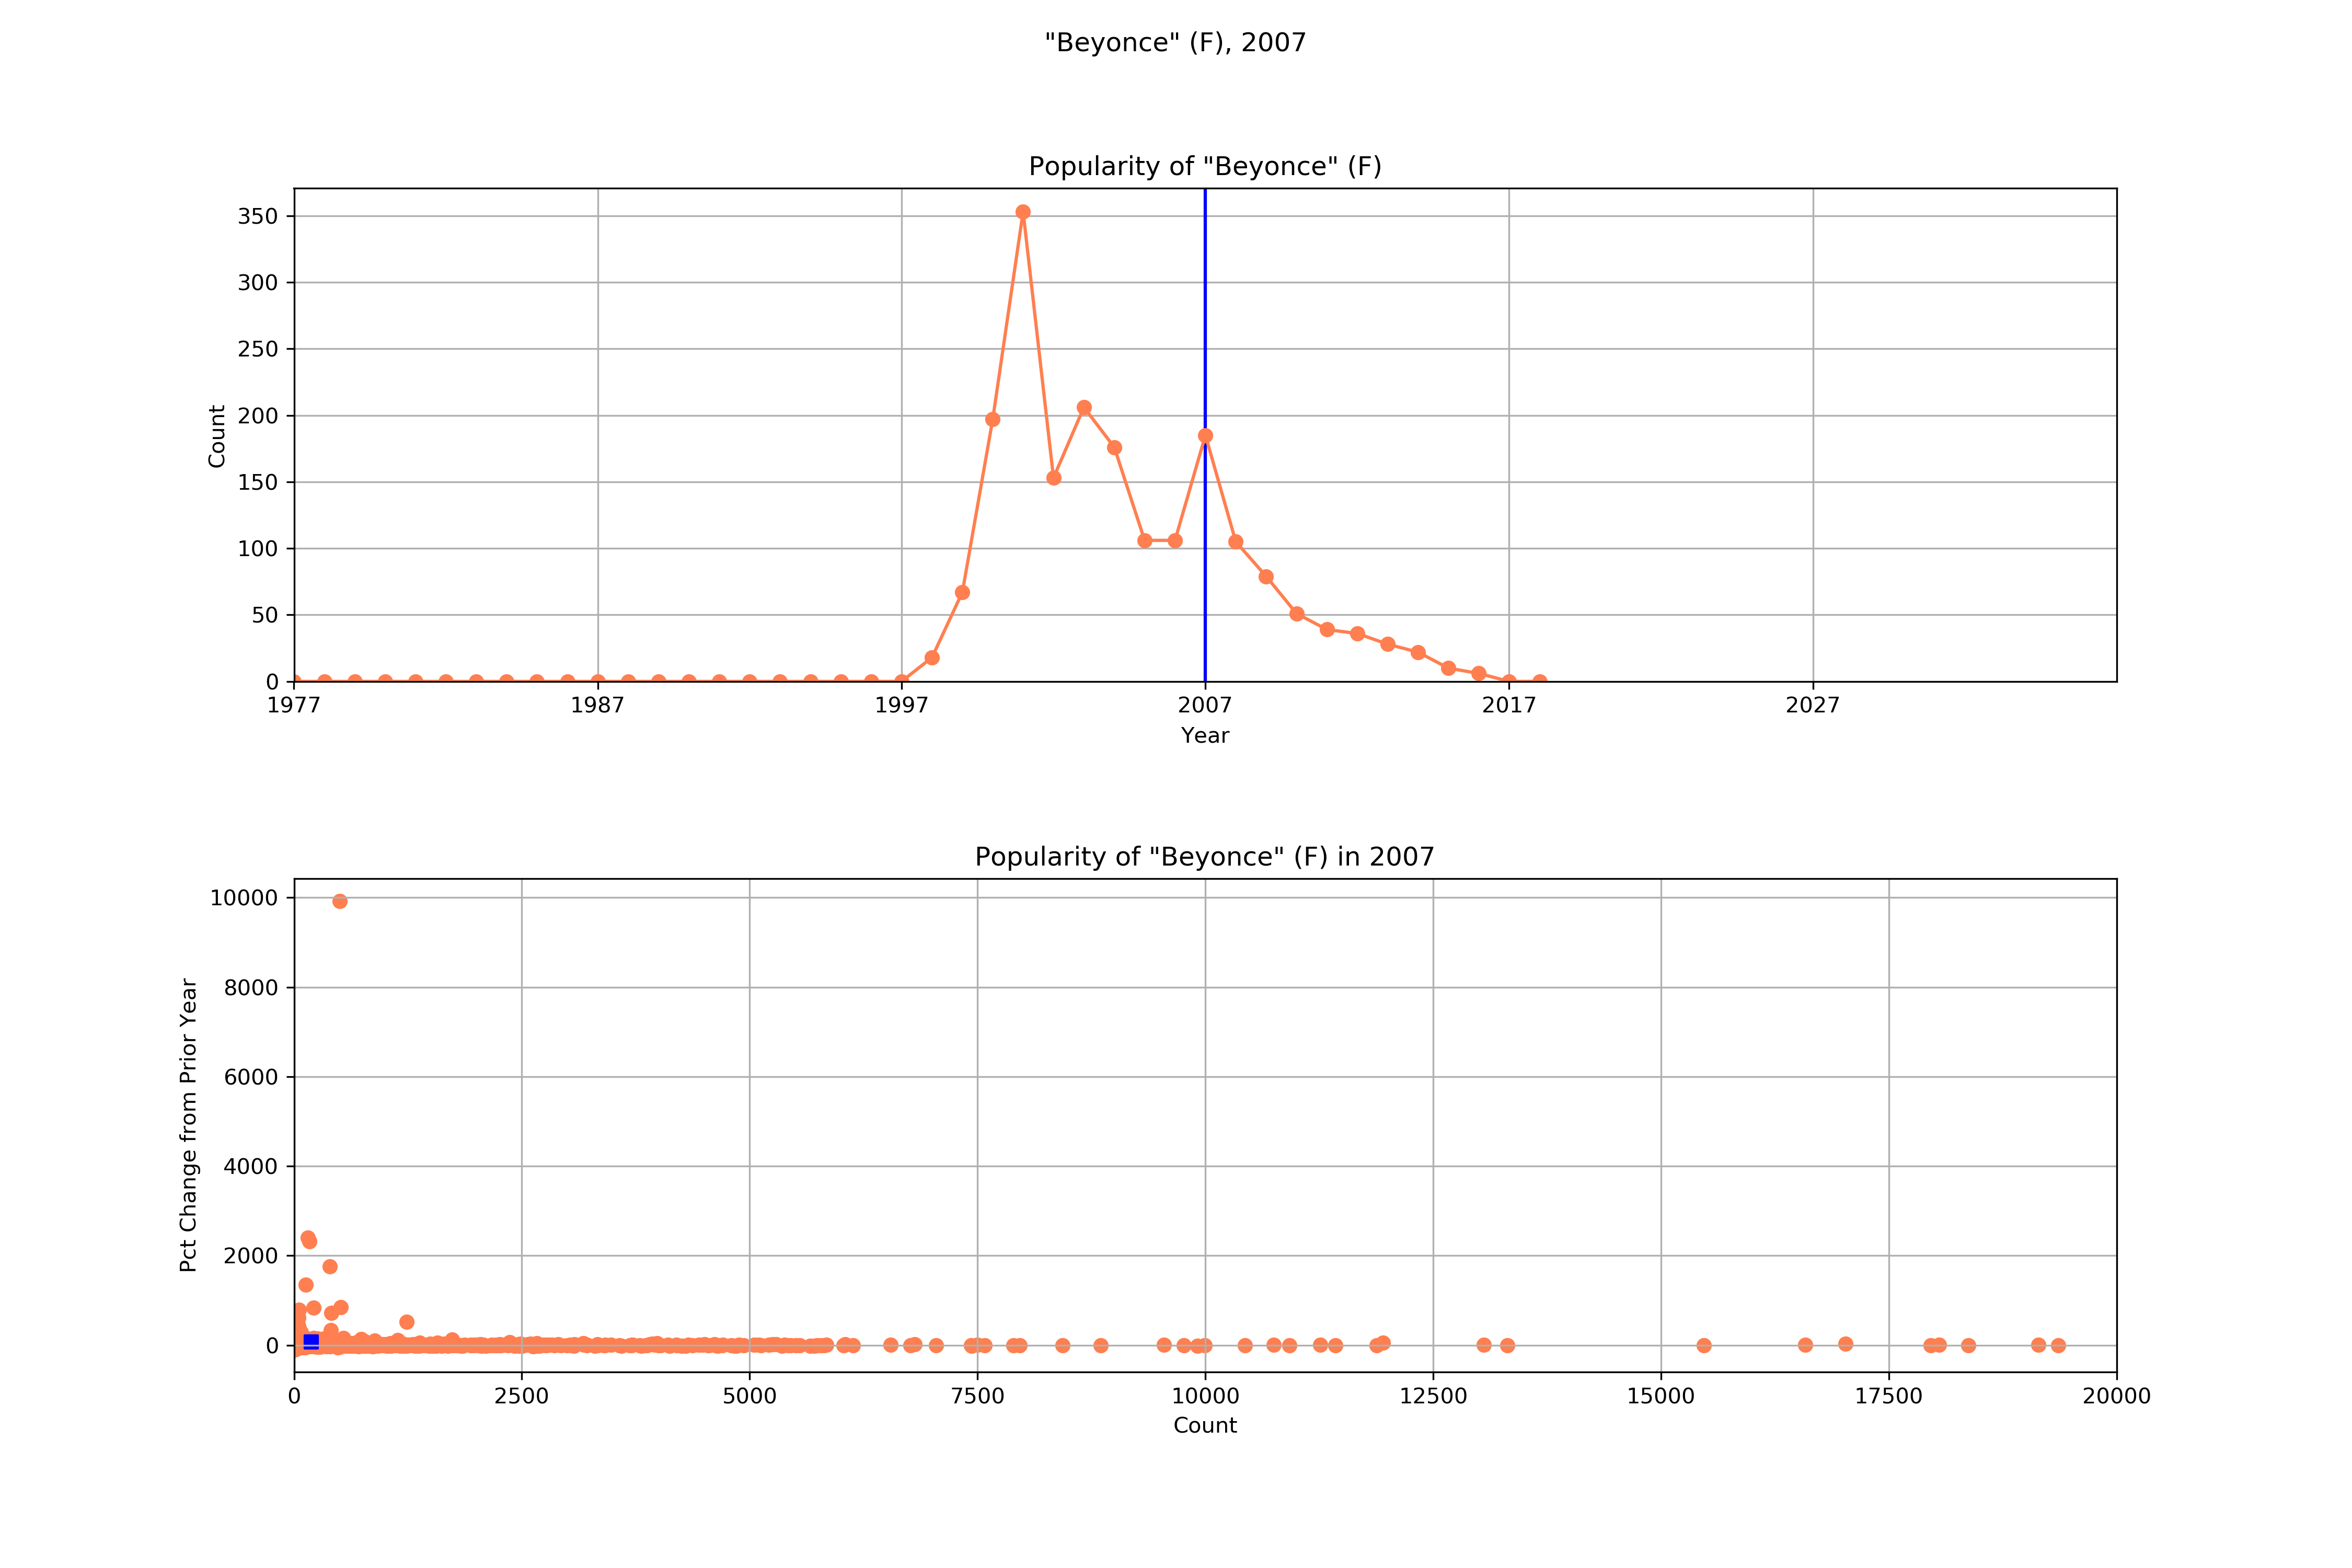 "Beyonce" (F), 2007
Popularity of "Beyonce" (F)
350
300
250
200
150
100
50
0
Count
1977 1987 1997 2007 2017 2027
Year
Popularity of "Beyonce" (F) in 2007
10000
8000
6000
4000
2000
0
Pct Change from Prior Year
0 2500 5000 7500 10000 12500 15000 17500 20000
Count